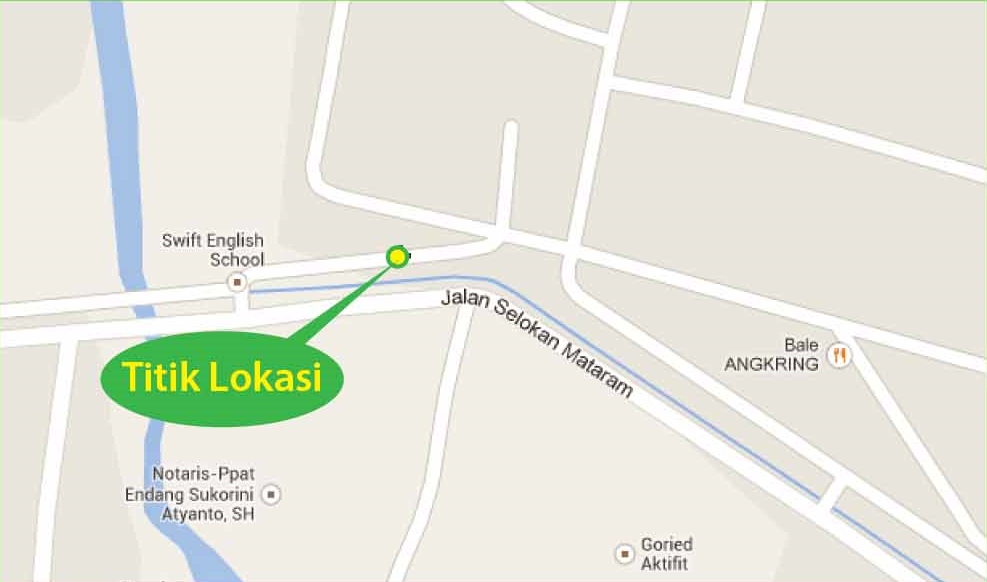 Swift English
School
Jalan Selokan Mataram
Titik Lokasi
Bale
ANGKRING
Notaris-Ppat
Endang Sukorini
Atyanto, SH
Goried
Aktifit